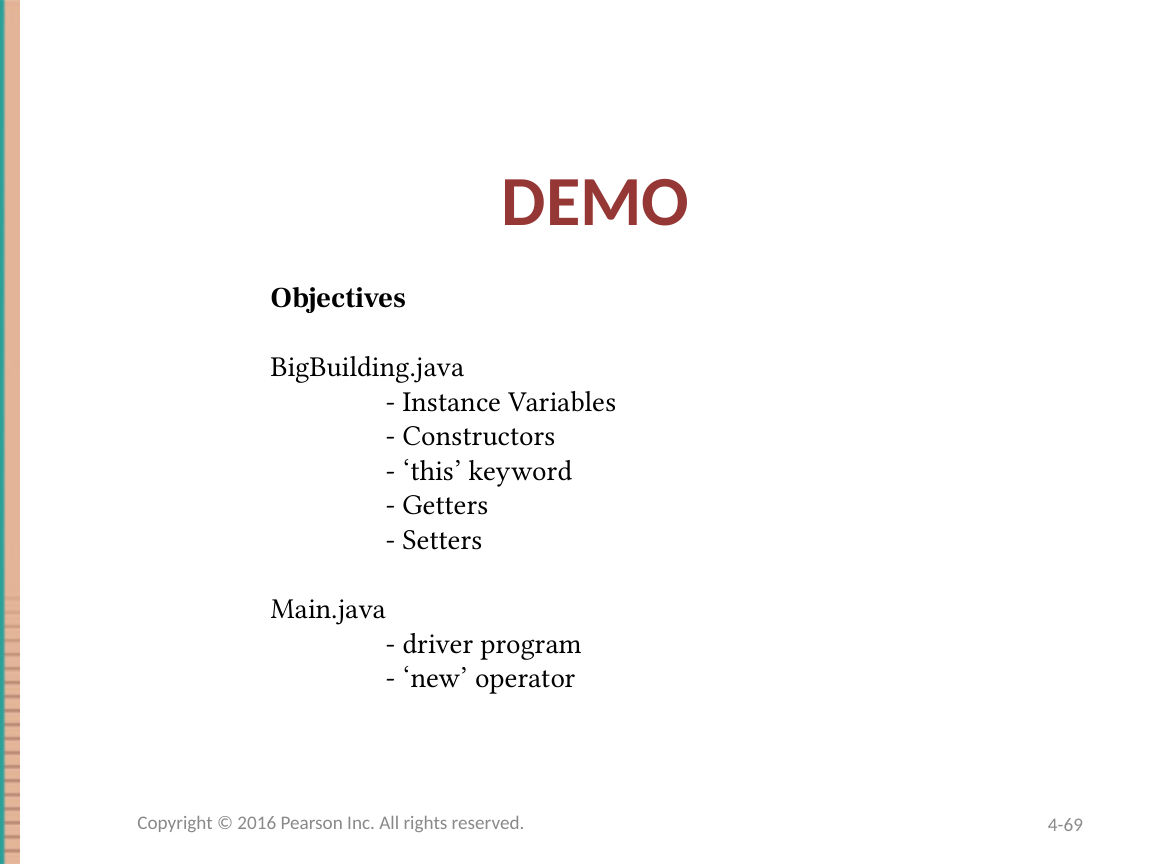 DEMO
Objectives
BigBuilding.java
- Instance Variables
- Constructors
- ‘this’ keyword
- Getters
- Setters
Main.java
- driver program
- ‘new’ operator
Copyright © 2016 Pearson Inc. All rights reserved.
4-69